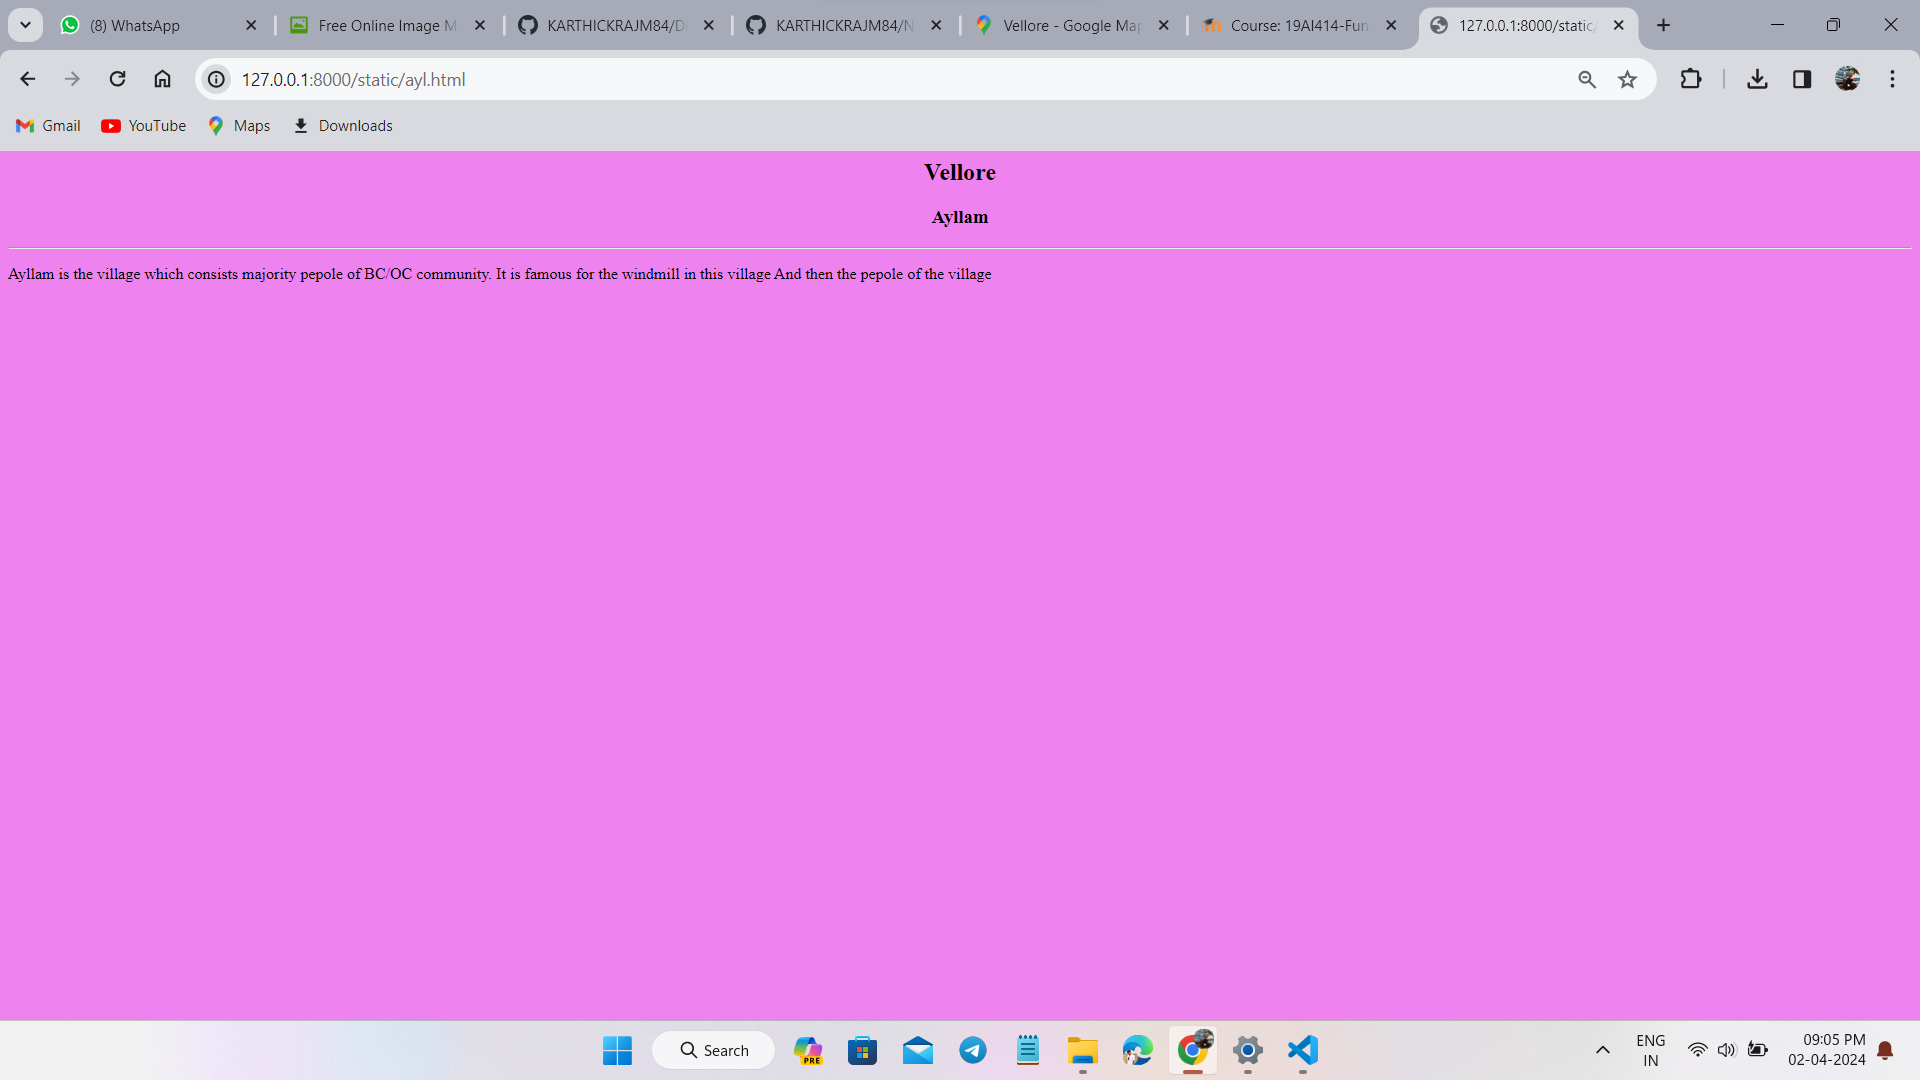 (8) WhatsApp
Free Online Image M
KARTHICKRAJM84/D
KARTHICKRAJM84/N
Vellore - Google Map
Course: 19AI414-Fun
127.0.0.1:8000/static/
127.0.0.1:8000/static/ayl.html
Gmail
YouTube
Maps
Downloads
Vellore
Ayllam
Ayllam is the village which consists majority pepole of BC/OC community. It is famous for the windmill in this village And then the pepole of the village
Search
PRE
ENG
IN
09:05 PM
02-04-2024